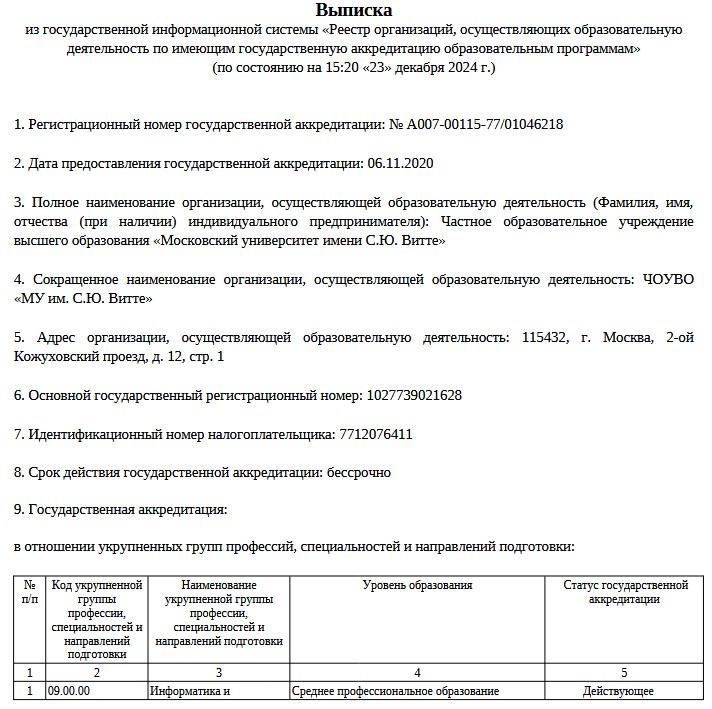 Выписка
из государственной информационной системы «Реестр организаций, осуществляющих образовательную
деятельность по имеющим государственную аккредитацию образовательным программам»
(по состоянию на 15:20 «23» декабря 2024 г.)
1. Регистрационный номер государственной аккредитации: № А007-00115-77/01046218
2. Дата предоставления государственной аккредитации: 06.11.2020
3. Полное наименование организации, осуществляющей образовательную деятельность (Фамилия, имя,
отчества (при наличии) индивидуального предпринимателя): Частное образовательное учреждение
высшего образования «Московский университет имени С.Ю. Витте»
4. Сокращенное наименование организации, осуществляющей образовательную деятельность: ЧОУВО
«МУ им. С.Ю. Витте»
5. Адрес организации, осуществляющей образовательную деятельность: 115432, г. Москва, 2-ой
Кожуховский проезд, д. 12, стр. 1
6. Основной государственный регистрационный номер: 1027739021628
7. Идентификационный номер налогоплательщика: 7712076411
8. Срок действия государственной аккредитации: бессрочно
9. Государственная аккредитация:
в отношении укрупненных групп профессий, специальностей и направлений подготовки:
№
п/п
Код укрупненной
группы
профессии,
специальностей и
направлений
подготовки
Наименование
укрупненной группы
профессии,
специальностей и
направлений подготовки
Уровень образования
Статус государственной
аккредитации
1 2 3 4 5
1 09.00.00 Информатика и Среднее профессиональное образование Действующее